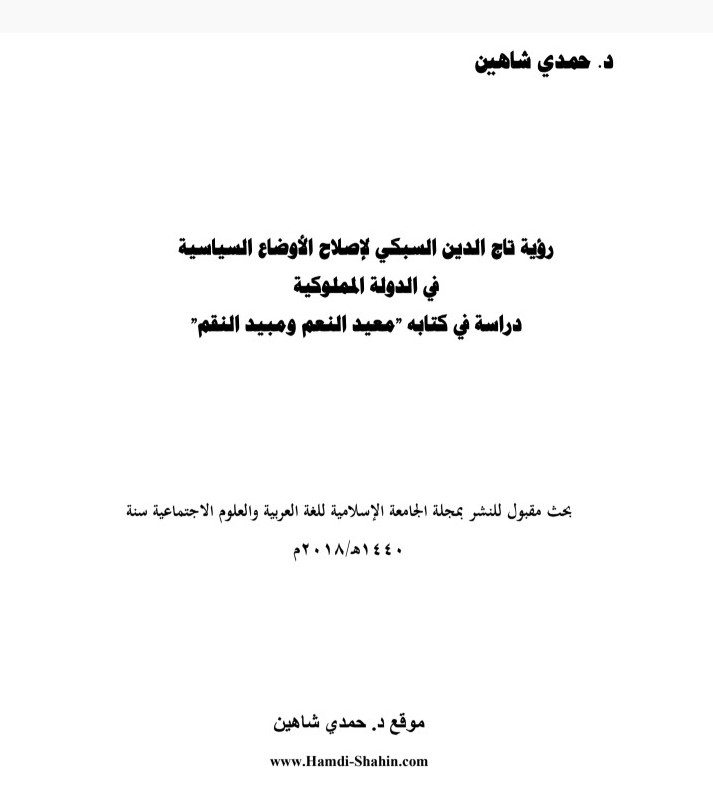 د. حمدي شاهين
رؤية تاج الدين السبكي لإصلاح الأوضاع السياسية
في الدولة المملوكية
دراسة في كتابه "معيد النعم ومبيد النقم"
بحث مقبول للنشر بمجلة الجامعة الإسلامية للغة العربية والعلوم الاجتماعية سنة
١٤٤٠هـ/٢٠١٨م
موقع د. حمدي شاهين
www.Hamdi-Shahin.com